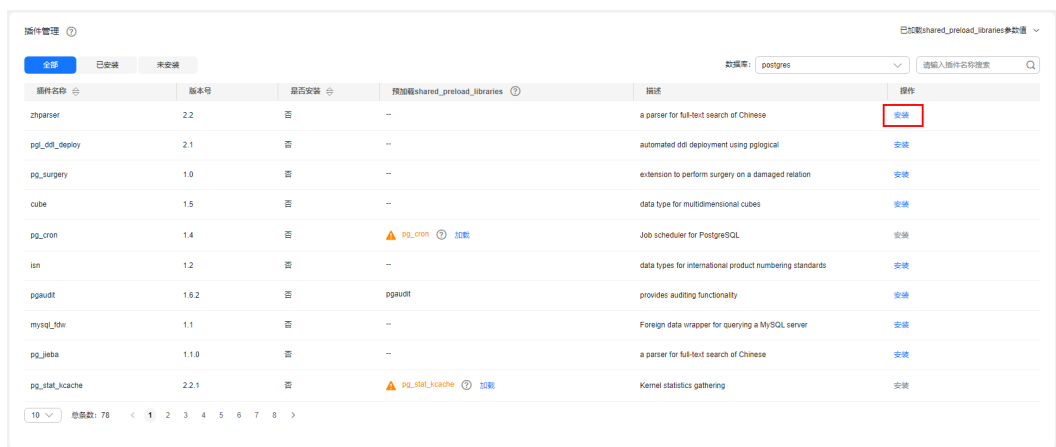 插件管理 ?
已加载shared_preload_libraries参数值
全部 已安装 未安装 数据库: postgres 请输入插件名称搜索
插件名称 版本号 是否安装 预加载shared_preload_libraries ? 描述 操作
zhparser 2.2 否 -- a parser for full-text search of Chinese 安装
pgl_ddl_deploy 2.1 否 -- automated ddl deployment using pglogical 安装
pg_surgery 1.0 否 -- extension to perform surgery on a damaged relation 安装
cube 1.5 否 -- data type for multidimensional cubes 安装
pg_cron 1.4 否 pg_cron ? 加载 Job scheduler for PostgreSQL 安装
isn 1.2 否 -- data types for international product numbering standards 安装
pgaudit 1.6.2 否 pgaudit provides auditing functionality 安装
mysql_fdw 1.1 否 -- Foreign data wrapper for querying a MySQL server 安装
pg_jieba 1.1.0 否 -- a parser for full-text search of Chinese 安装
pg_stat_kcache 2.2.1 否 pg_stat_kcache ? 加载 Kernel statistics gathering 安装
10 总条数: 78 < 1 2 3 4 5 6 7 8 >